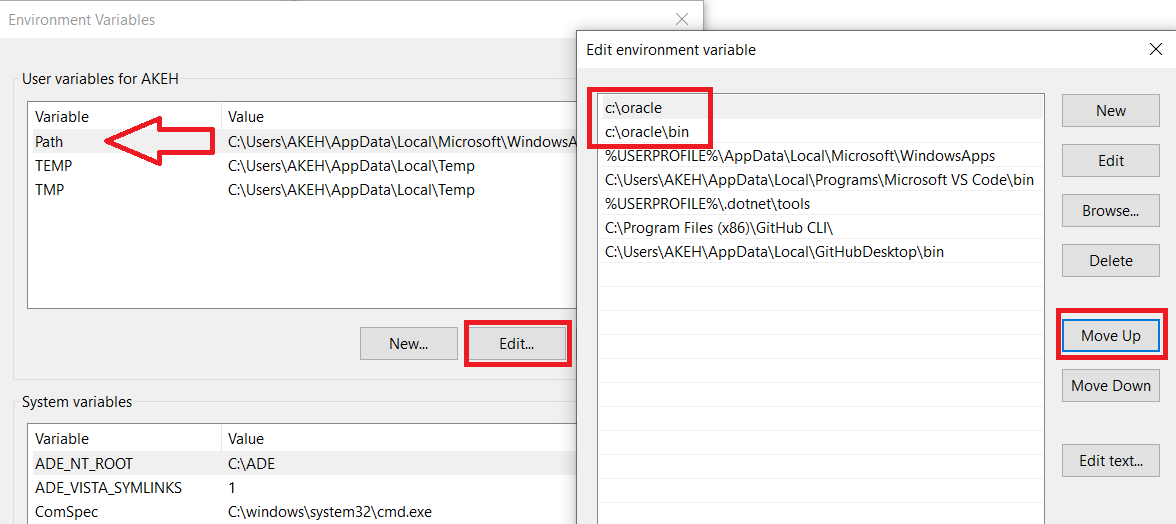 Environment Variables
User variables for AKEH
Variable Value
Path C:\Users\AKEH\AppData\Local\Microsoft\WindowsA
TEMP C:\Users\AKEH\AppData\Local\Temp
TMP C:\Users\AKEH\AppData\Local\Temp
New... Edit...
System variables
Variable Value
ADE_NT_ROOT C:\ADE
ADE_VISTA_SYMLINKS 1
ComSpec C:\windows\system32\cmd.exe
Edit environment variable
c:\oracle
c:\oracle\bin
%USERPROFILE%\AppData\Local\Microsoft\WindowsApps
C:\Users\AKEH\AppData\Local\Programs\Microsoft VS Code\bin
%USERPROFILE%\.dotnet\tools
C:\Program Files (x86)\GitHub CLI\
C:\Users\AKEH\AppData\Local\GitHubDesktop\bin
New
Edit
Browse...
Delete
Move Up
Move Down
Edit text...